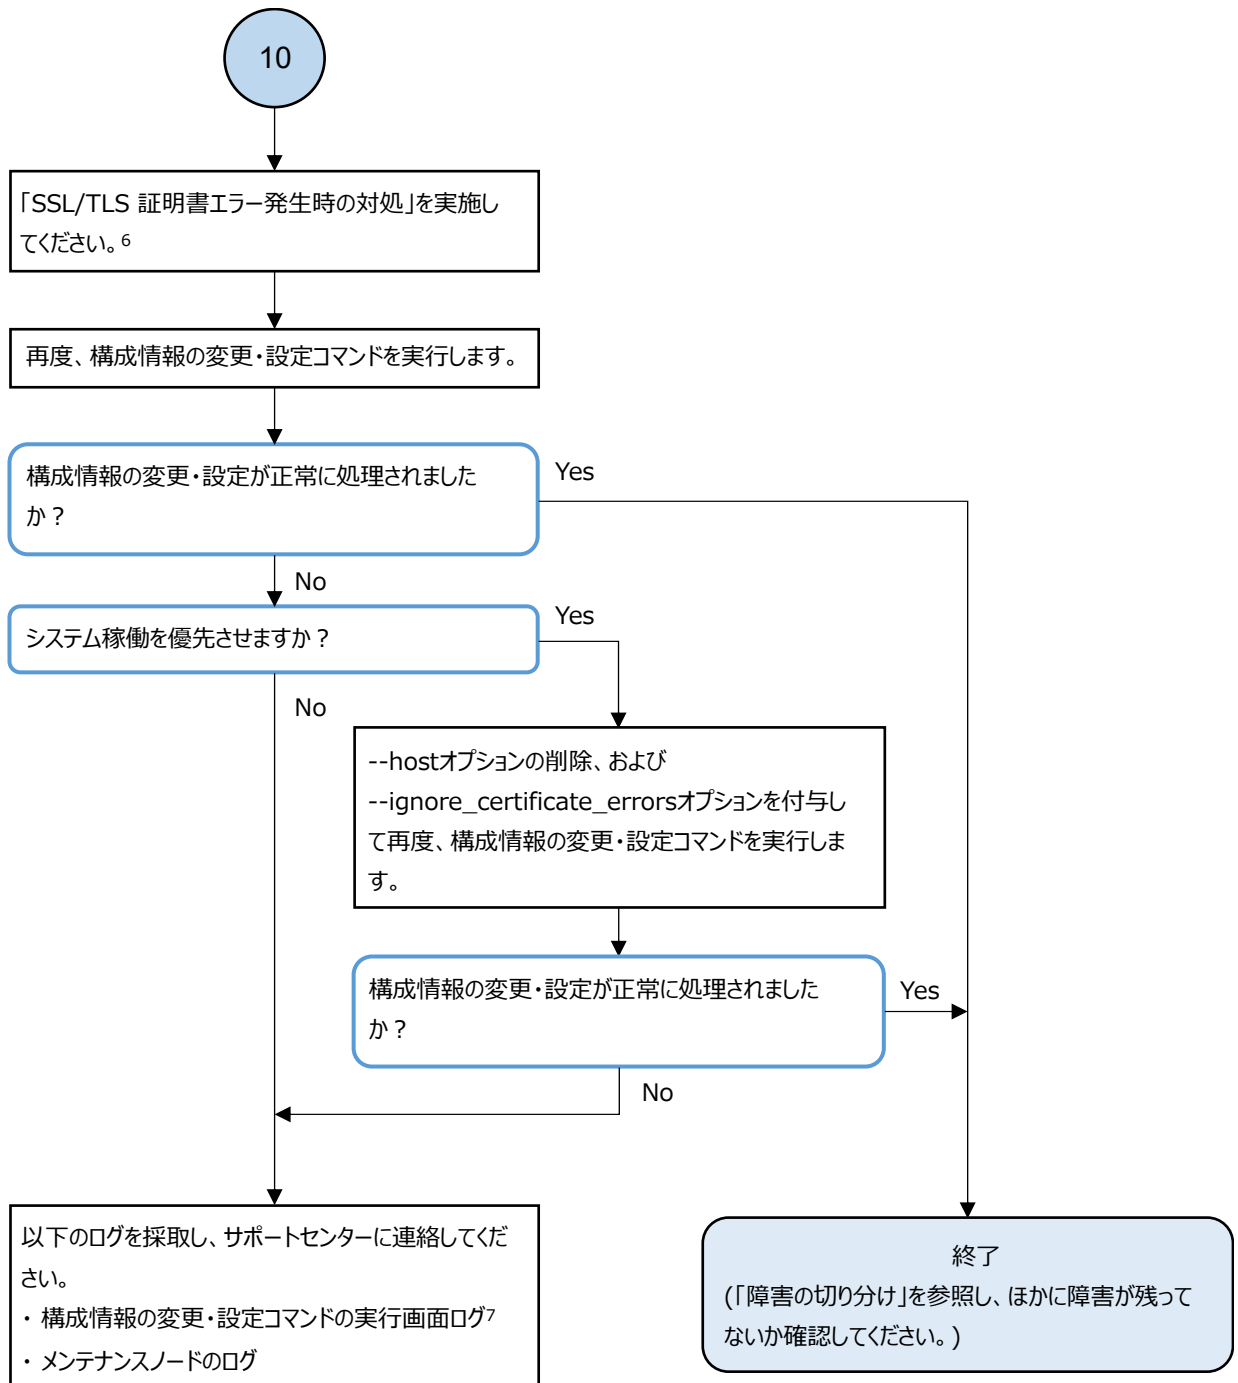 10
「SSL/TLS 証明書エラー発生時の対処」を実施し
てください。6
再度、構成情報の変更・設定コマンドを実行します。
構成情報の変更・設定が正常に処理されました
か？
Yes
No
システム稼働を優先させますか？
Yes
No
--hostオプションの削除、および
--ignore_certificate_errorsオプションを付与し
て再度、構成情報の変更・設定コマンドを実行しま
す。
構成情報の変更・設定が正常に処理されました
か？
Yes
No
以下のログを採取し、サポートセンターに連絡してくだ
さい。
・ 構成情報の変更・設定コマンドの実行画面ログ7
・ メンテナンスノードのログ
終了
(「障害の切り分け」を参照し、ほかに障害が残って
ないか確認してください。)